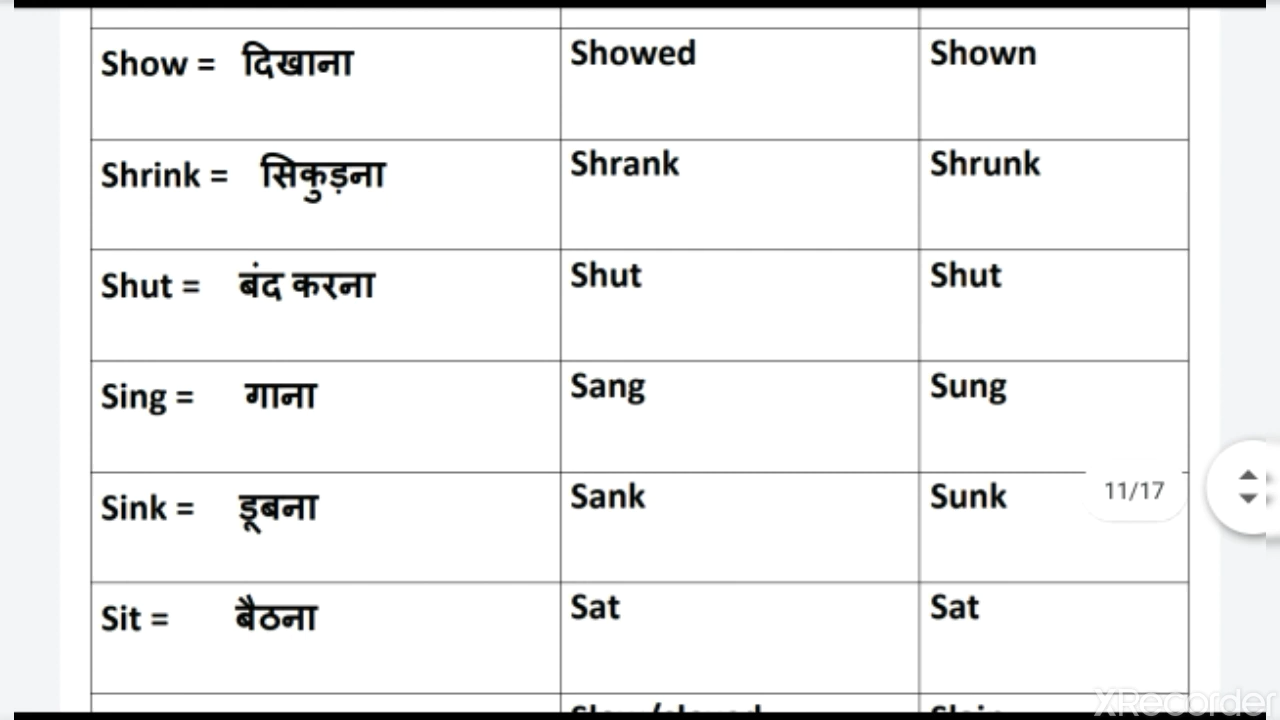 Show = दिखाना Showed Shown
Shrink = सिकुड़ना Shrank Shrunk
Shut = बंद करना Shut Shut
Sing = गाना Sang Sung
Sink = डूबना Sank Sunk
11/17
Sit = बैठना Sat Sat
XRecorder